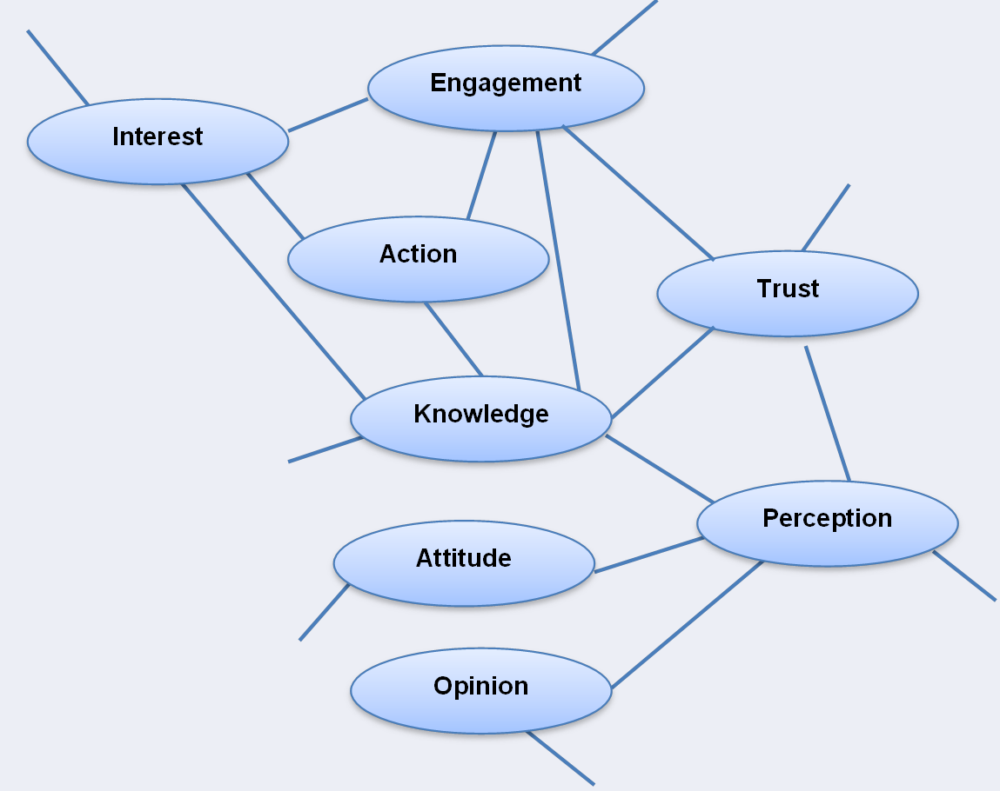 Engagement
Interest
Action
Trust
Knowledge
Perception
Attitude
Opinion